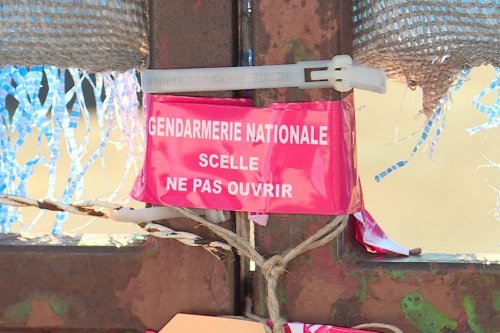 GENDARMERIE NATIONALE
SCELLE
NE PAS OUVRIR